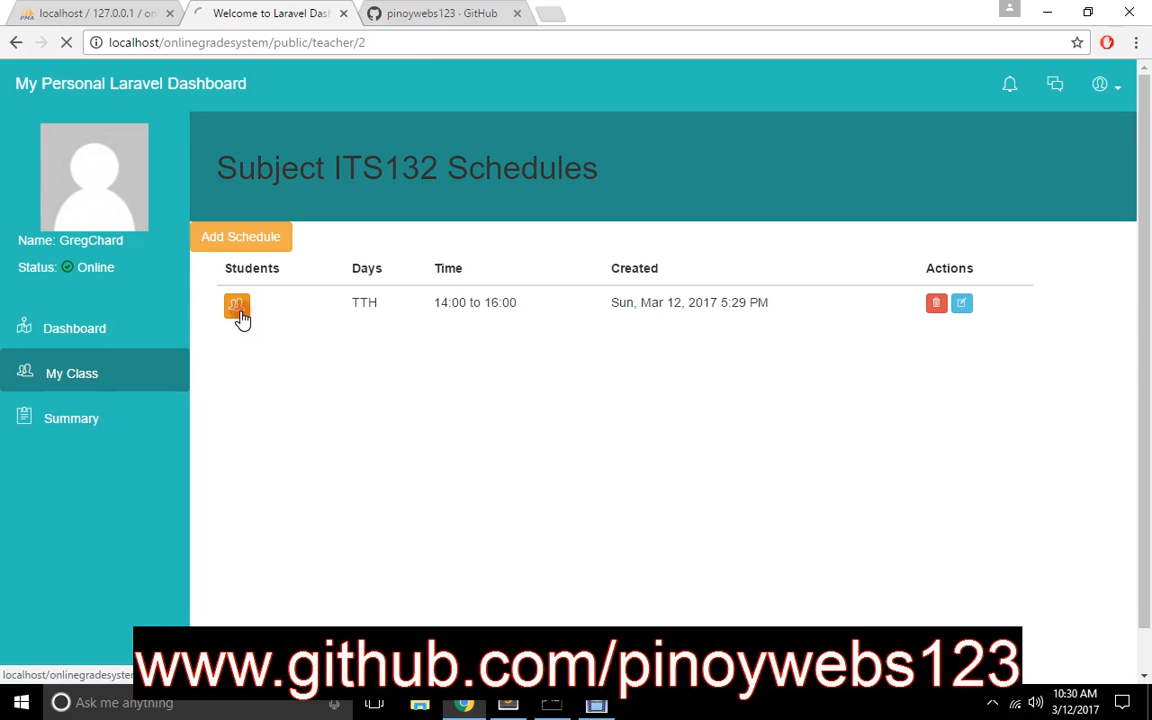 localhost / 127.0.0.1 / on
Welcome to Laravel Das
pinoywebs123 · GitHub
localhost/onlinegradesystem/public/teacher/2
My Personal Laravel Dashboard
Subject ITS132 Schedules
Name: GregChard
Status: Online
Add Schedule
Students Days Time Created Actions
TTH 14:00 to 16:00 Sun, Mar 12, 2017 5:29 PM
Dashboard
My Class
Summary
www.github.com/pinoywebs123
localhost/onlinegradesystem
Ask me anything
10:30 AM
3/12/2017